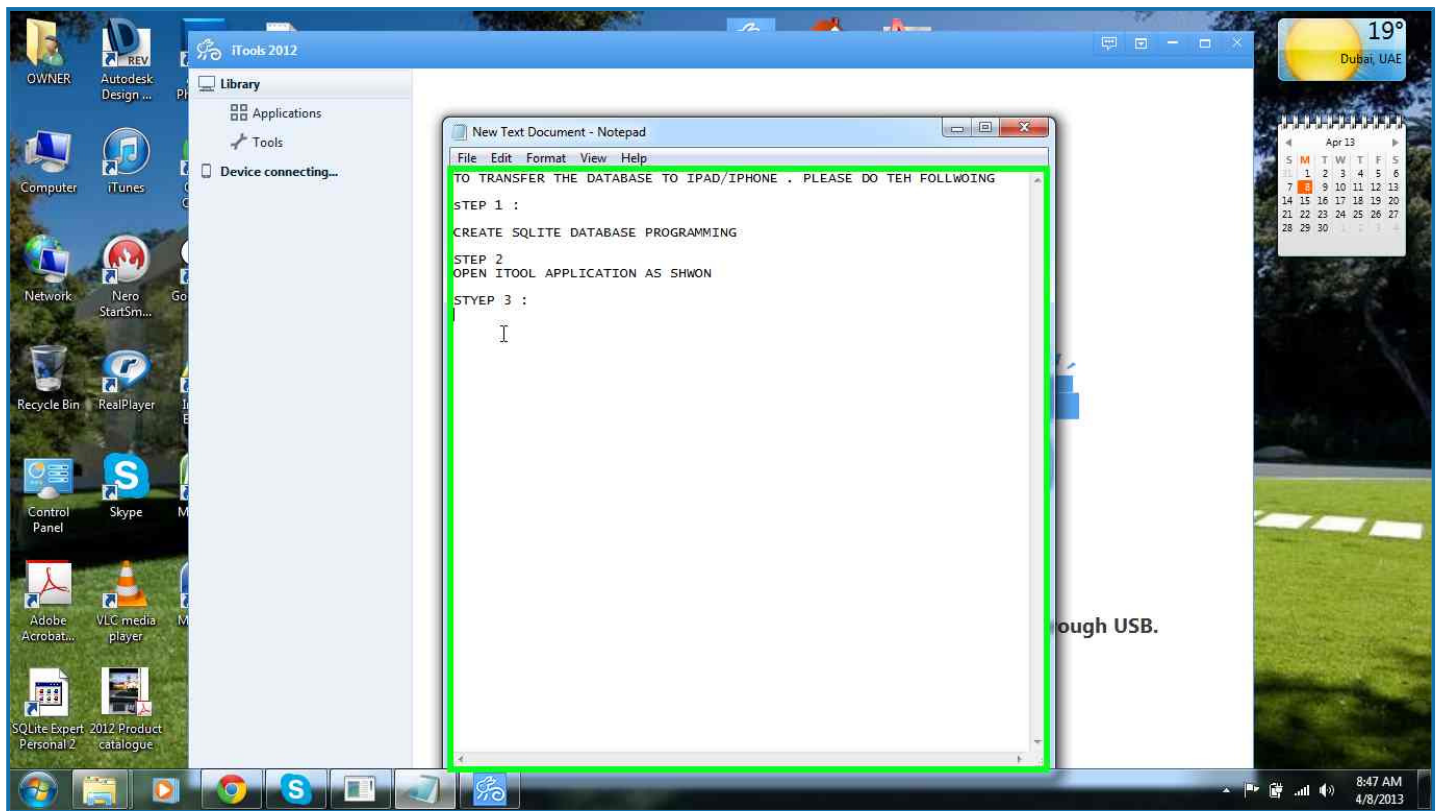 OWNER
Autodesk
Design ...
REV
iTools 2012
Library
Applications
Tools
Device connecting...
New Text Document - Notepad
File Edit Format View Help
TO TRANSFER THE DATABASE TO IPAD/IPHONE . PLEASE DO TEH FOLLWOING
sTEP 1 :
CREATE SQLITE DATABASE PROGRAMMING
STEP 2
OPEN ITOOL APPLICATION AS SHWON
STYEP 3 :
ough USB.
19°
Dubai, UAE
Apr 13
S M T W T F S
31 1 2 3 4 5 6
7 8 9 10 11 12 13
14 15 16 17 18 19 20
21 22 23 24 25 26 27
28 29 30 1 2 3 4
Computer
iTunes
Network
Nero
StartSm...
Go
Recycle Bin
RealPlayer
Control
Panel
Skype
Adobe
Acrobat...
VLC media
player
SQLite Expert
Personal 2
2012 Product
catalogue
8:47 AM
4/8/2013